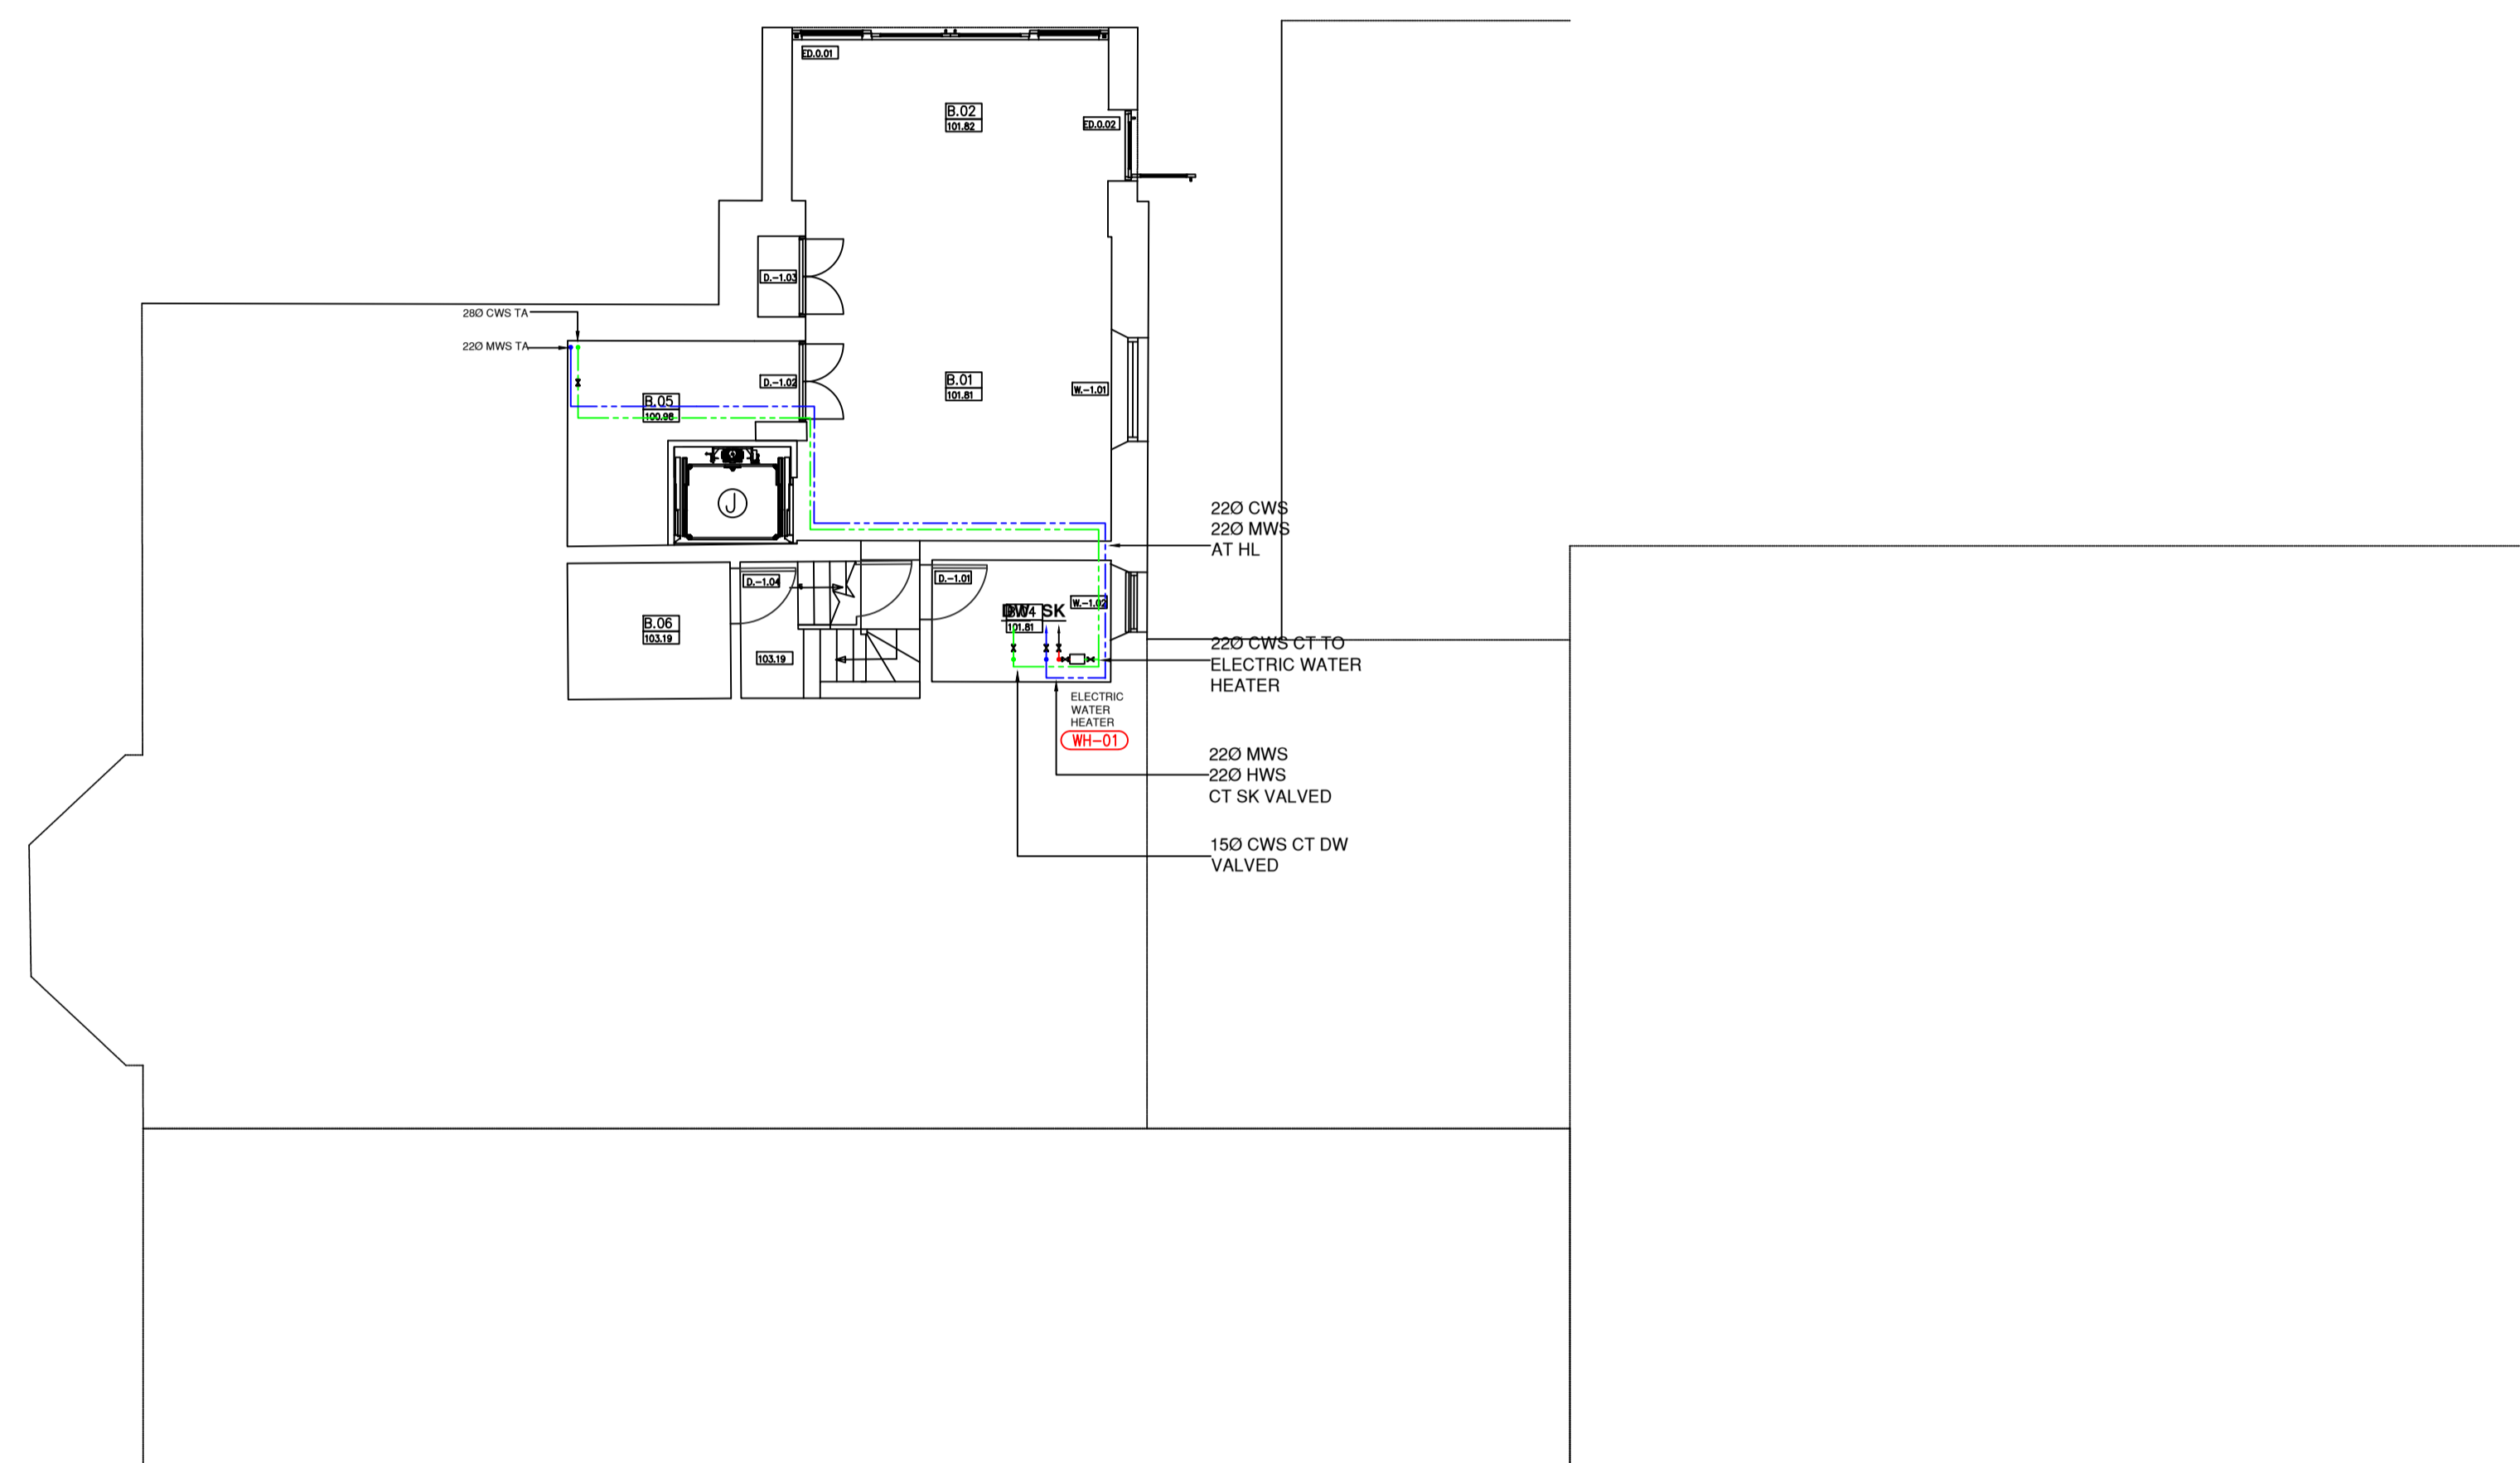 ED.0.01
B.02
101.82
ED.0.02
D.-1.03
28Ø CWS TA
22Ø MWS TA
D.-1.02
B.01
101.81
W.-1.01
B.05
100.98
J
22Ø CWS
22Ø MWS
AT HL
D.-1.04
D.-1.01
W.-1.02
DW
SK
B.04
101.81
B.06
103.19
103.19
22Ø CWS CT TO
ELECTRIC WATER
HEATER
ELECTRIC
WATER
HEATER
WH-01
22Ø MWS
22Ø HWS
CT SK VALVED
15Ø CWS CT DW
VALVED